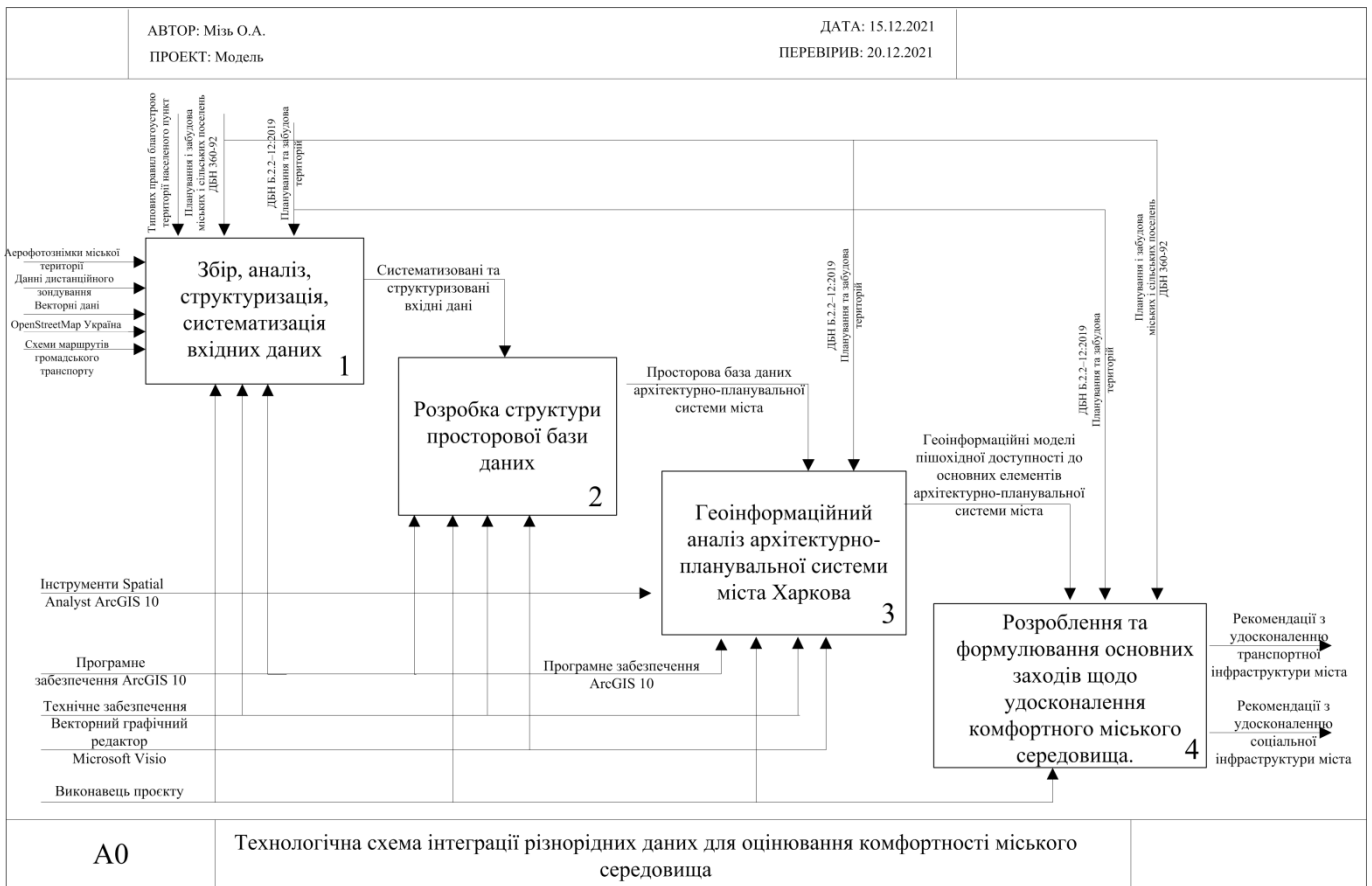 АВТОР: Мізь О.А.
ПРОЕКТ: Модель
ДАТА: 15.12.2021
ПЕРЕВІРИВ: 20.12.2021
Типових правил благоустрою
території населеного пункт
Планування і забудова
міських і сільських поселень
ДБН 360-92
ДБН Б.2.2–12:2019
Планування та забудова
територій
Аерофотознімки міської
території
Данні дистанційного
зондування
Векторні дані
OpenStreetMap Україна
Схеми маршрутів
громадського
транспорту
Збір, аналіз,
структуризація,
систематизація
вхідних даних
1
Систематизовані та
структуризовані
вхідні дані
Розробка структури
просторової бази
даних
2
Просторова база даних
архітектурно-планувальної
системи міста
ДБН Б.2.2–12:2019
Планування та забудова
територій
Геоінформаційний
аналіз архітектурно-
планувальної системи
міста Харкова
3
Геоінформаційні моделі
пішохідної доступності до
основних елементів
архітектурно-планувальної
системи міста
ДБН Б.2.2–12:2019
Планування та забудова
територій
Планування і забудова
міських і сільських поселень
ДБН 360-92
Розроблення та
формулювання основних
заходів щодо
удосконалення
комфортного міського
середовища.
4
Рекомендації з
удосконаленню
транспортної
інфраструктури міста
Рекомендації з
удосконаленню
соціальної
інфраструктури міста
Інструменти Spatial
Analyst ArcGIS 10
Програмне
забезпечення ArcGIS 10
Програмне забезпечення
ArcGIS 10
Технічне забезпечення
Векторний графічний
редактор
Microsoft Visio
Виконавець проєкту
А0
Технологічна схема інтеграції різнорідних даних для оцінювання комфортності міського
середовища